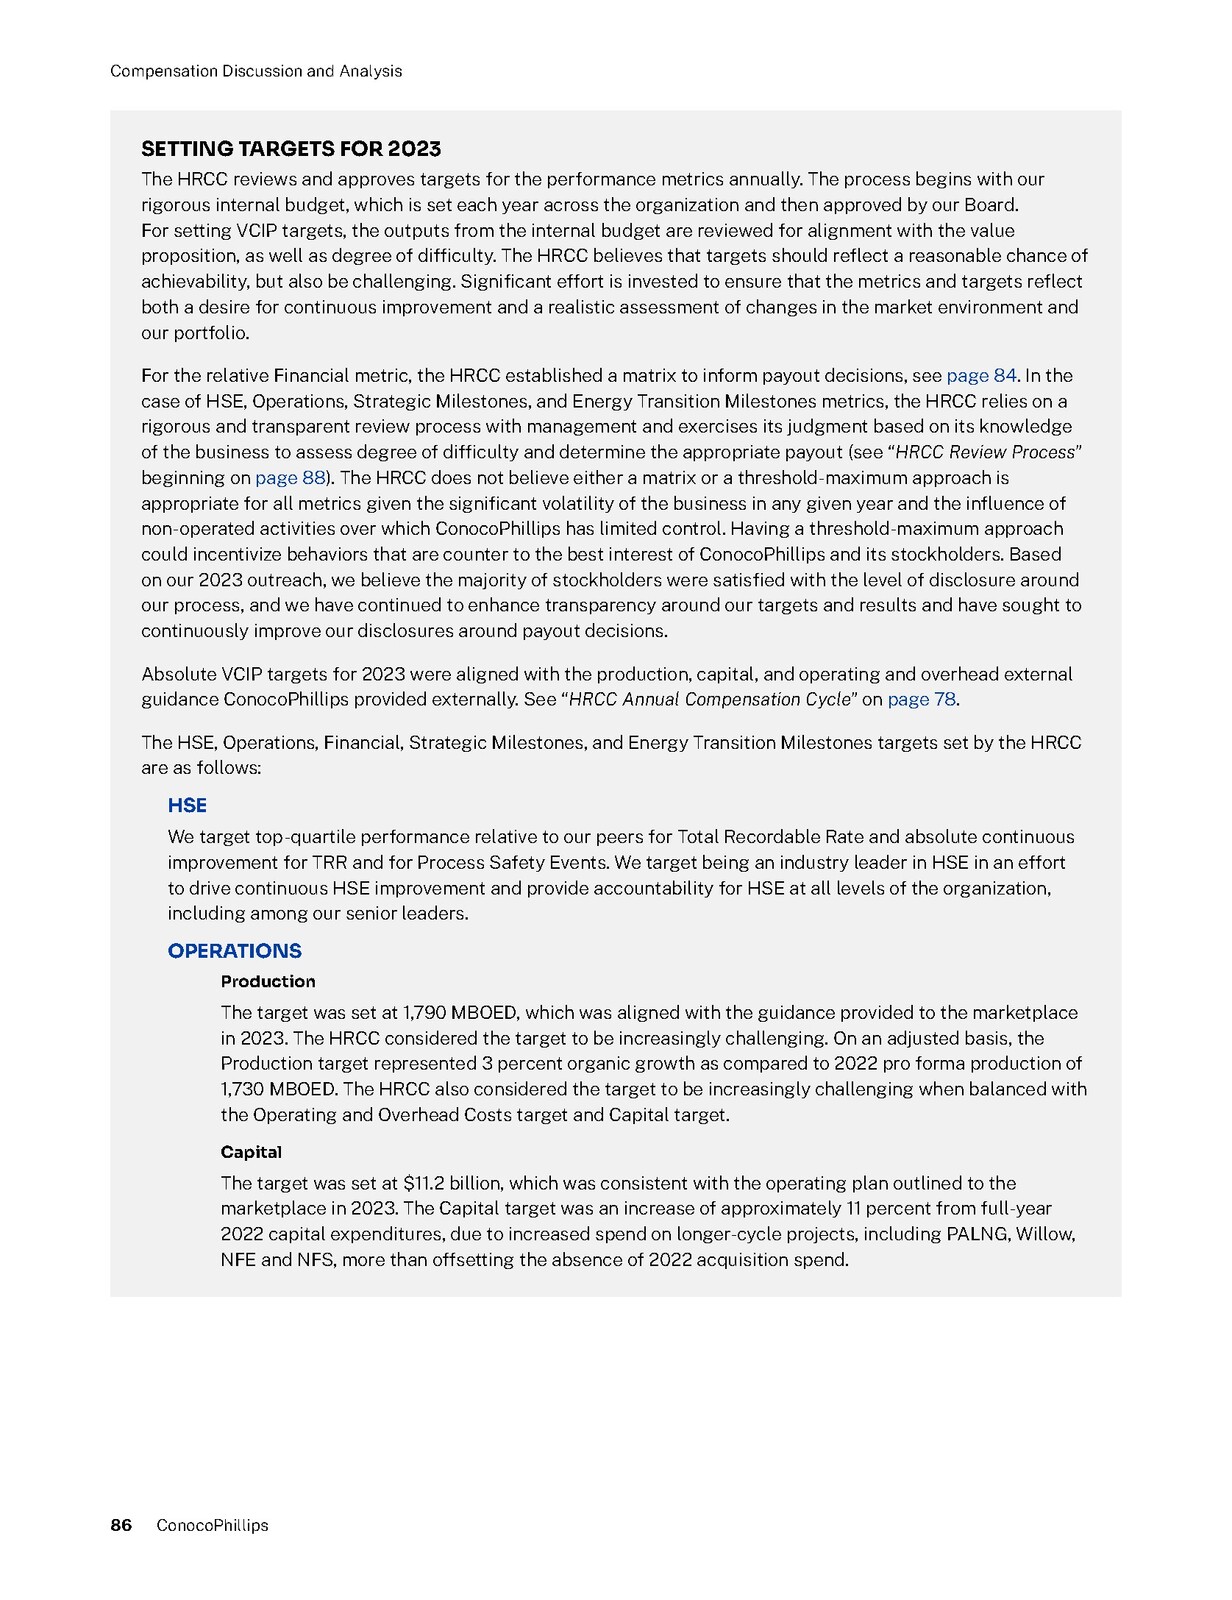 Compensation Discussion and Analysis
SETTING TARGETS FOR 2023
The HRCC reviews and approves targets for the performance metrics annually. The process begins with our
rigorous internal budget, which is set each year across the organization and then approved by our Board.
For setting VCIP targets, the outputs from the internal budget are reviewed for alignment with the value
proposition, as well as degree of difficulty. The HRCC believes that targets should reflect a reasonable chance of
achievability, but also be challenging. Significant effort is invested to ensure that the metrics and targets reflect
both a desire for continuous improvement and a realistic assessment of changes in the market environment and
our portfolio.
For the relative Financial metric, the HRCC established a matrix to inform payout decisions, see page 84. In the
case of HSE, Operations, Strategic Milestones, and Energy Transition Milestones metrics, the HRCC relies on a
rigorous and transparent review process with management and exercises its judgment based on its knowledge
of the business to assess degree of difficulty and determine the appropriate payout (see “HRCC Review Process”
beginning on page 88). The HRCC does not believe either a matrix or a threshold-maximum approach is
appropriate for all metrics given the significant volatility of the business in any given year and the influence of
non-operated activities over which ConocoPhillips has limited control. Having a threshold-maximum approach
could incentivize behaviors that are counter to the best interest of ConocoPhillips and its stockholders. Based
on our 2023 outreach, we believe the majority of stockholders were satisfied with the level of disclosure around
our process, and we have continued to enhance transparency around our targets and results and have sought to
continuously improve our disclosures around payout decisions.
Absolute VCIP targets for 2023 were aligned with the production, capital, and operating and overhead external
guidance ConocoPhillips provided externally. See “HRCC Annual Compensation Cycle” on page 78.
The HSE, Operations, Financial, Strategic Milestones, and Energy Transition Milestones targets set by the HRCC
are as follows:
HSE
We target top-quartile performance relative to our peers for Total Recordable Rate and absolute continuous
improvement for TRR and for Process Safety Events. We target being an industry leader in HSE in an effort
to drive continuous HSE improvement and provide accountability for HSE at all levels of the organization,
including among our senior leaders.
OPERATIONS
Production
The target was set at 1,790 MBOED, which was aligned with the guidance provided to the marketplace
in 2023. The HRCC considered the target to be increasingly challenging. On an adjusted basis, the
Production target represented 3 percent organic growth as compared to 2022 pro forma production of
1,730 MBOED. The HRCC also considered the target to be increasingly challenging when balanced with
the Operating and Overhead Costs target and Capital target.
Capital
The target was set at $11.2 billion, which was consistent with the operating plan outlined to the
marketplace in 2023. The Capital target was an increase of approximately 11 percent from full-year
2022 capital expenditures, due to increased spend on longer-cycle projects, including PALNG, Willow,
NFE and NFS, more than offsetting the absence of 2022 acquisition spend.
86 ConocoPhillips